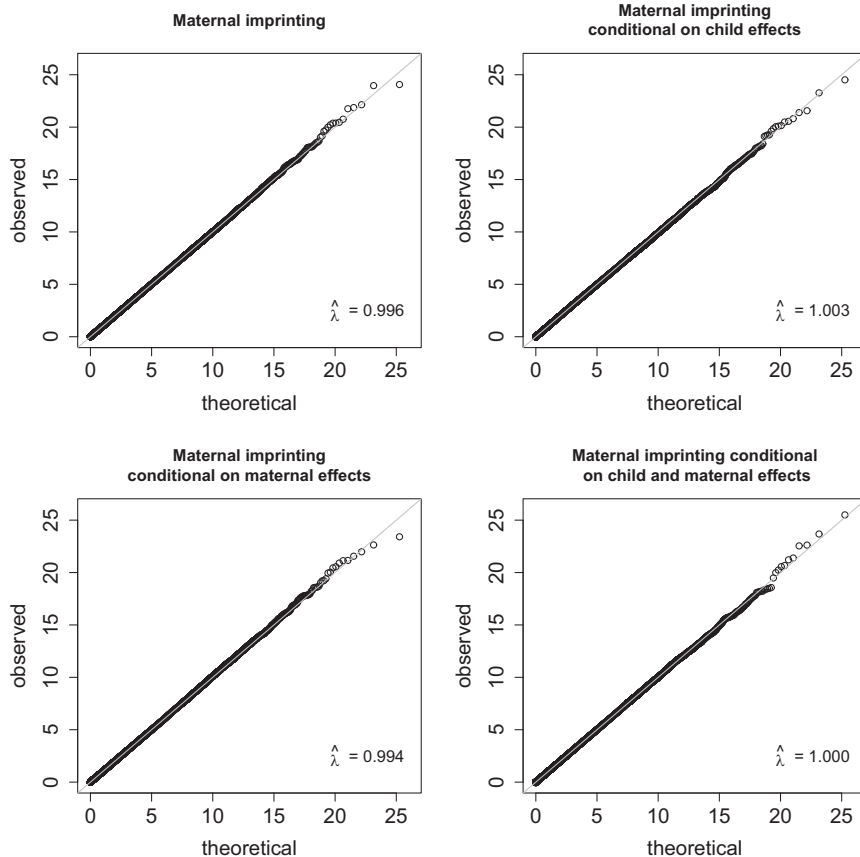 Maternal imprinting
25
20
15
10
5
0
observed
λ̂ = 0.996
0 5 10 15 20 25
theoretical
Maternal imprinting
conditional on child effects
25
20
15
10
5
0
observed
λ̂ = 1.003
0 5 10 15 20 25
theoretical
Maternal imprinting
conditional on maternal effects
25
20
15
10
5
0
observed
λ̂ = 0.994
0 5 10 15 20 25
theoretical
Maternal imprinting conditional
on child and maternal effects
25
20
15
10
5
0
observed
λ̂ = 1.000
0 5 10 15 20 25
theoretical